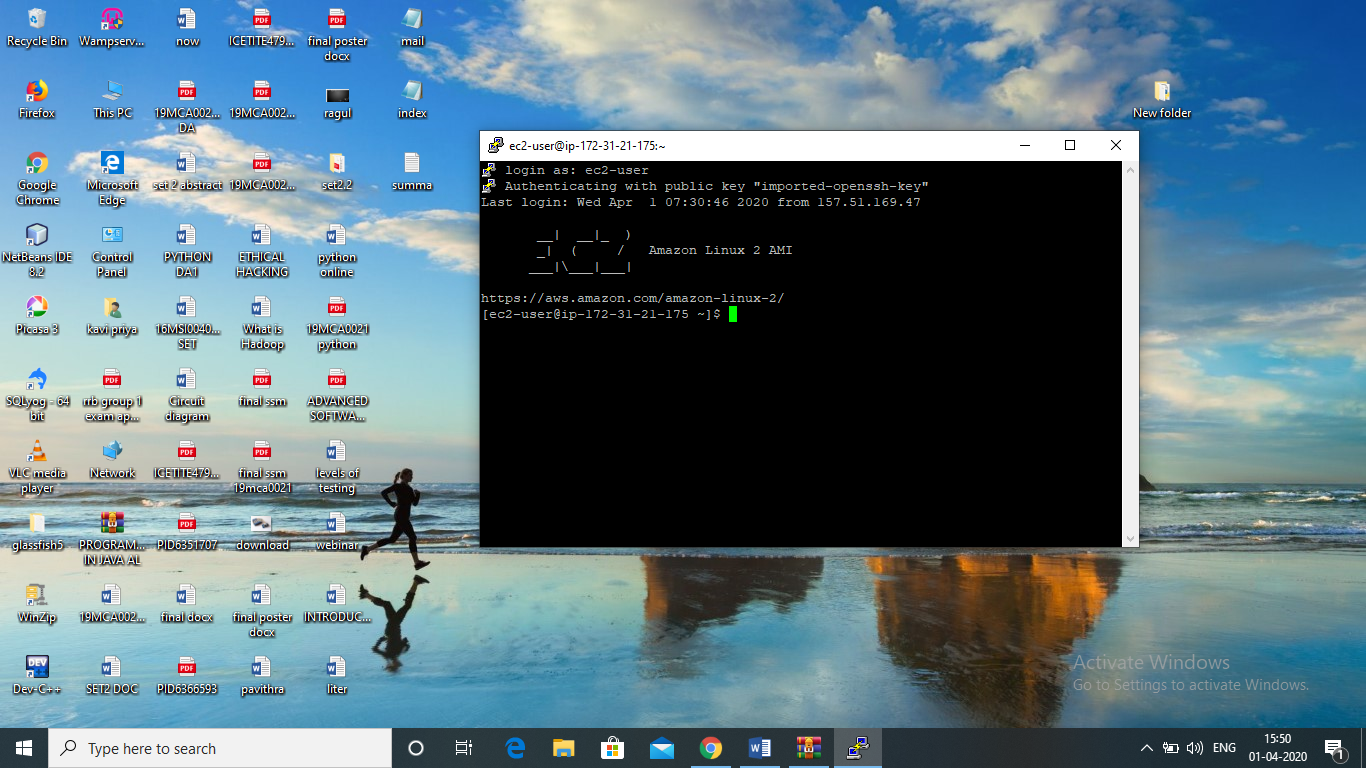 Recycle Bin
Wampserv...
now
ICETITE479...
final poster
docx
mail
Firefox
This PC
19MCA002...
DA
19MCA002...
ragul
index
New folder
Google
Chrome
Microsoft
Edge
set 2 abstract
19MCA002...
set2.2
summa
NetBeans IDE
8.2
Control
Panel
PYTHON
DA1
ETHICAL
HACKING
python
online
Picasa 3
kavi priya
16MSI0040...
SET
What is
Hadoop
19MCA0021
python
SQLyog - 64
bit
rrb group 1
exam ap...
Circuit
diagram
final ssm
ADVANCED
SOFTWA...
VLC media
player
Network
ICETITE479...
final ssm
19mca0021
levels of
testing
glassfish5
PROGRAM...
IN JAVA AL
PID6351707
download
webinar
WinZip
19MCA002...
final docx
final poster
docx
INTRODUC...
DEV
Dev-C++
SET2 DOC
PID6366593
pavithra
liter
ec2-user@ip-172-31-21-175:~
login as: ec2-user
Authenticating with public key "imported-openssh-key"
Last login: Wed Apr  1 07:30:46 2020 from 157.51.169.47
       __|  __|_  )
       _|  (     /   Amazon Linux 2 AMI
      ___|\___|___|
https://aws.amazon.com/amazon-linux-2/
[ec2-user@ip-172-31-21-175 ~]$
Activate Windows
Go to Settings to activate Windows.
Type here to search
ENG
15:50
01-04-2020
1